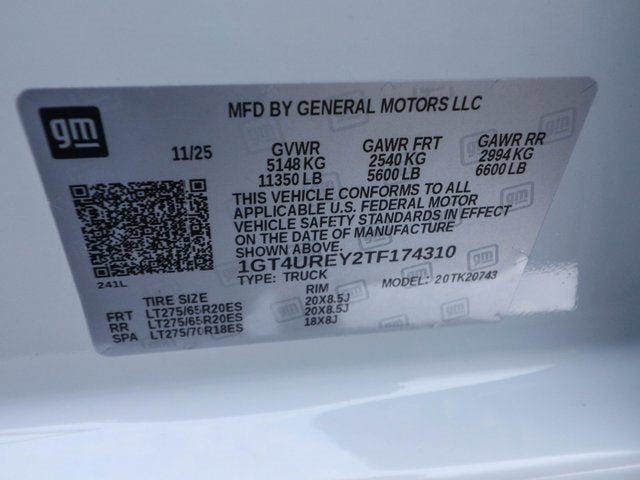 gm
MFD BY GENERAL MOTORS LLC
11/25
GVWR GAWR FRT GAWR RR
5148 KG 2540 KG 2994 KG
11350 LB 5600 LB 6600 LB
THIS VEHICLE CONFORMS TO ALL
APPLICABLE U.S. FEDERAL MOTOR
VEHICLE SAFETY STANDARDS IN EFFECT
ON THE DATE OF MANUFACTURE
SHOWN ABOVE.
1GT4UREY2TF174310
TYPE: TRUCK MODEL: 20TK20743
241L
TIRE SIZE RIM
FRT LT275/65R20ES 20X8.5J
RR LT275/65R20ES 20X8.5J
SPA LT275/70R18ES 18X8J